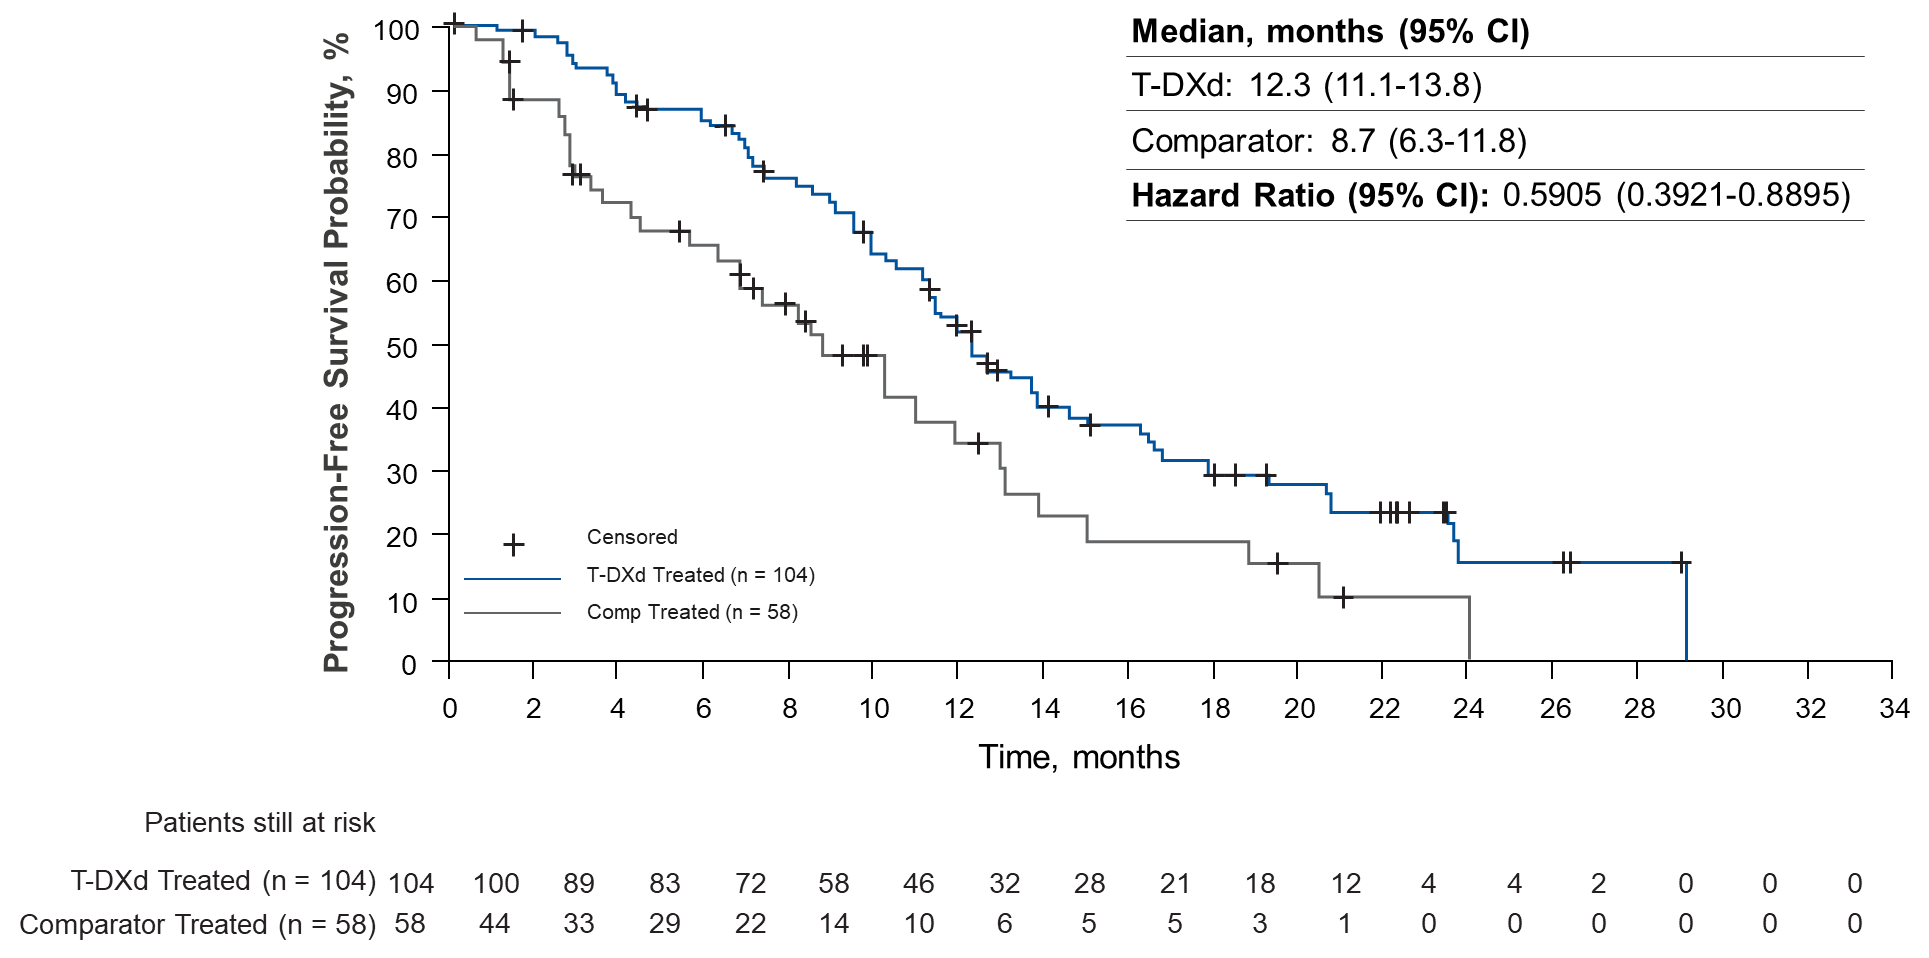 Progression-Free Survival Probability, %
100
90
80
70
60
50
40
30
20
10
0
Median, months (95% CI)
T-DXd: 12.3 (11.1-13.8)
Comparator: 8.7 (6.3-11.8)
Hazard Ratio (95% CI): 0.5905 (0.3921-0.8895)
Censored
T-DXd Treated (n = 104)
Comp Treated (n = 58)
0 2 4 6 8 10 12 14 16 18 20 22 24 26 28 30 32 34
Time, months
Patients still at risk
T-DXd Treated (n = 104) 104 100 89 83 72 58 46 32 28 21 18 12 4 4 2 0 0 0
Comparator Treated (n = 58) 58 44 33 29 22 14 10 6 5 5 3 1 0 0 0 0 0 0